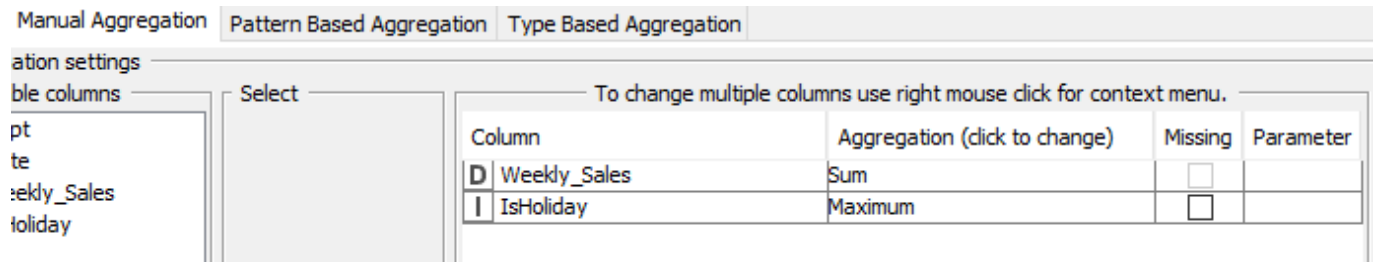 Manual Aggregation Pattern Based Aggregation Type Based Aggregation
ation settings
ble columns Select To change multiple columns use right mouse click for context menu.
Column Aggregation (click to change) Missing Parameter
pt
te
eekly_Sales
Holiday
D Weekly_Sales Sum
I IsHoliday Maximum